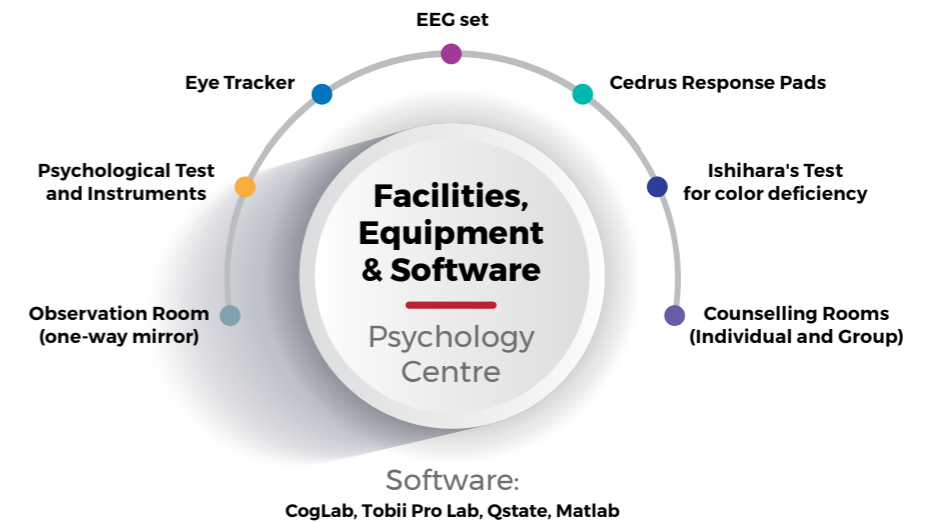 EEG set
Eye Tracker
Cedrus Response Pads
Psychological Test
and Instruments
Ishihara's Test
for color deficiency
Observation Room
(one-way mirror)
Counselling Rooms
(Individual and Group)
Facilities,
Equipment
& Software
Psychology
Centre
Software:
CogLab, Tobii Pro Lab, Qstate, Matlab